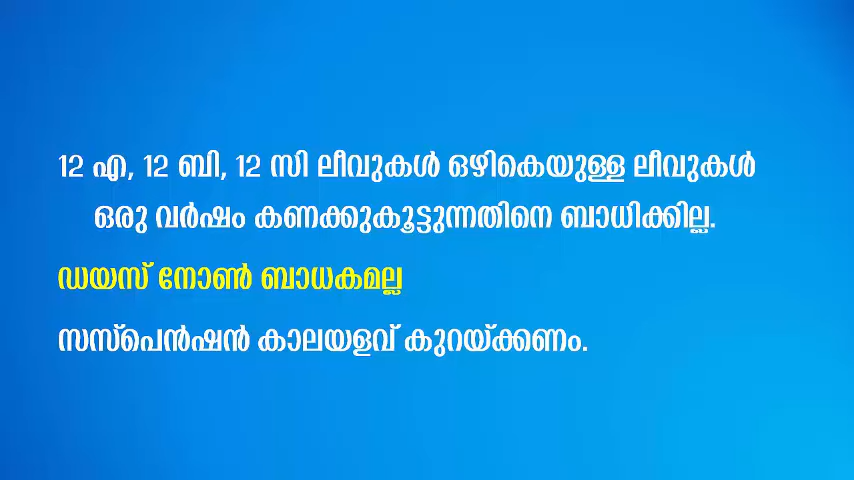 12 എ, 12 ബി, 12 സി ലീവുകൾ ഒഴികെയുള്ള ലീവുകൾ
ഒരു വർഷം കണക്കുകൂട്ടുന്നതിനെ ബാധിക്കില്ല.
ഡയസ് നോൺ ബാധകമല്ല
സസ്പെൻഷൻ കാലയളവ് കുറയ്ക്കണം.